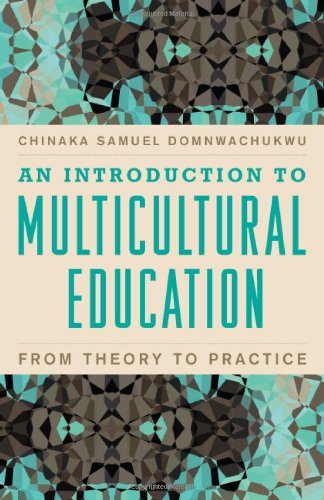 CHINAKA SAMUEL DOMNWACHUKWU
AN INTRODUCTION TO
MULTICULTURAL
EDUCATION
FROM THEORY TO PRACTICE